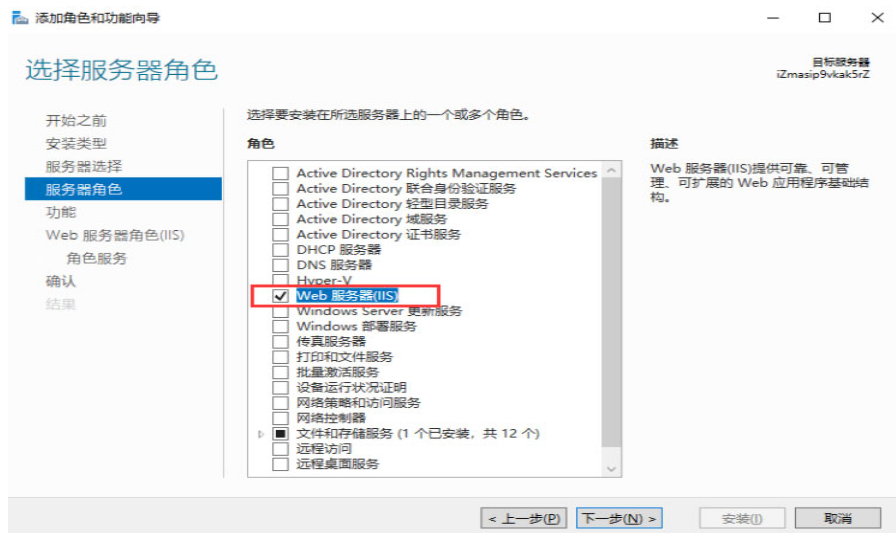 添加角色和功能向导
选择服务器角色
目标服务器
iZmasip9vkak5rZ
开始之前
安装类型
服务器选择
服务器角色
功能
Web 服务器角色(IIS)
角色服务
确认
结果
选择要安装在所选服务器上的一个或多个角色。
角色
Active Directory Rights Management Services
Active Directory 联合身份验证服务
Active Directory 轻型目录服务
Active Directory 域服务
Active Directory 证书服务
DHCP 服务器
DNS 服务器
Hyper-V
Web 服务器(IIS)
Windows Server 更新服务
Windows 部署服务
传真服务器
打印和文件服务
批量激活服务
设备运行状况证明
网络策略和访问服务
网络控制器
文件和存储服务 (1 个已安装，共 12 个)
远程访问
远程桌面服务
描述
Web 服务器(IIS)提供可靠、可管
理、可扩展的 Web 应用程序基础结
构。
< 上一步(P)
下一步(N) >
安装(I)
取消